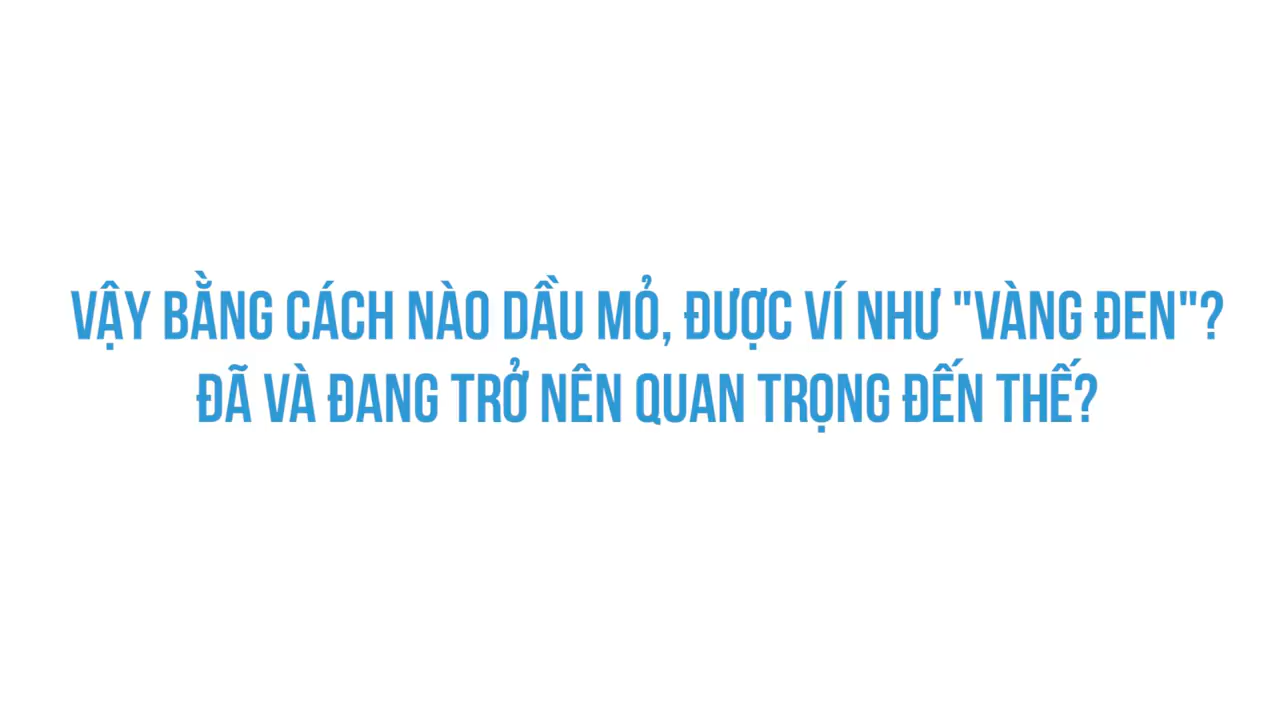 VẬY BẰNG CÁCH NÀO DẦU MỎ, ĐƯỢC VÍ NHƯ "VÀNG ĐEN"?
ĐÃ VÀ ĐANG TRỞ NÊN QUAN TRỌNG ĐẾN THẾ?